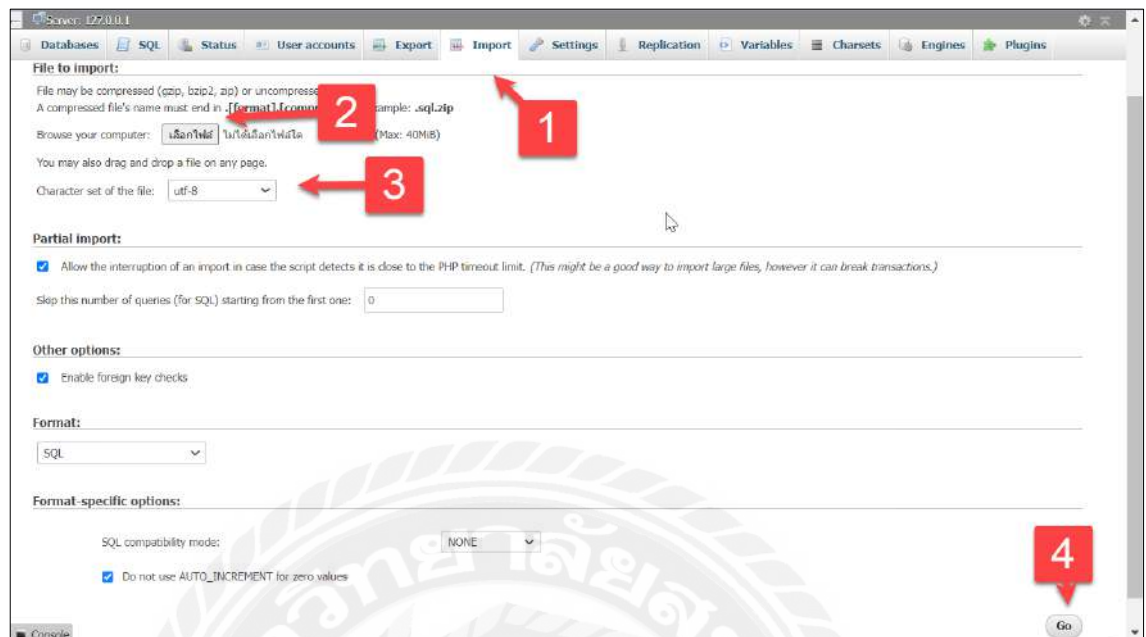 Server: 127.0.0.1
Databases SQL Status User accounts Export Import Settings Replication Variables Charsets Engines Plugins
File to import:
File may be compressed (gzip, bzip2, zip) or uncompresse
A compressed file's name must end in .[format].[compr ample: .sql.zip
Browse your computer: เลือกไฟล์ ไม่ได้เลือกไฟล์ใด (Max: 40MiB)
You may also drag and drop a file on any page.
Character set of the file: utf-8
1
2
3
Partial import:
Allow the interruption of an import in case the script detects it is close to the PHP timeout limit. (This might be a good way to import large files, however it can break transactions.)
Skip this number of queries (for SQL) starting from the first one: 0
Other options:
Enable foreign key checks
Format:
SQL
Format-specific options:
SQL compatibility mode: NONE
Do not use AUTO_INCREMENT for zero values
4
Go
Console